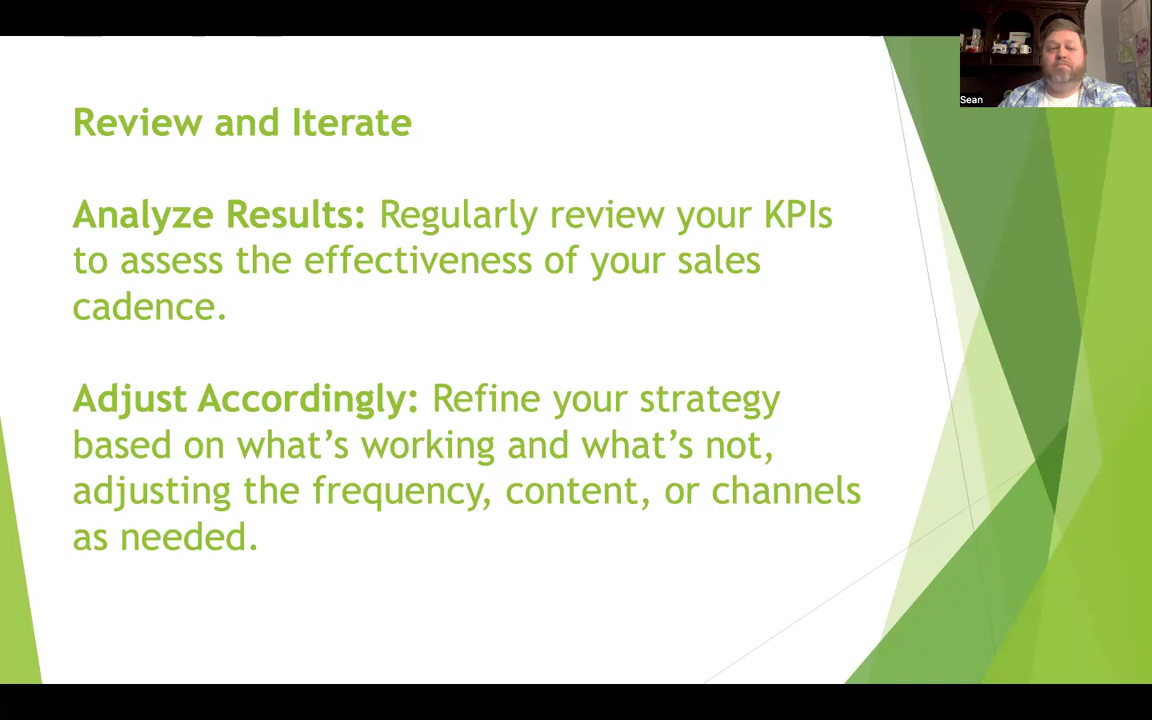 Review and Iterate
Analyze Results: Regularly review your KPIs
to assess the effectiveness of your sales
cadence.
Adjust Accordingly: Refine your strategy
based on what’s working and what’s not,
adjusting the frequency, content, or channels
as needed.
Sean